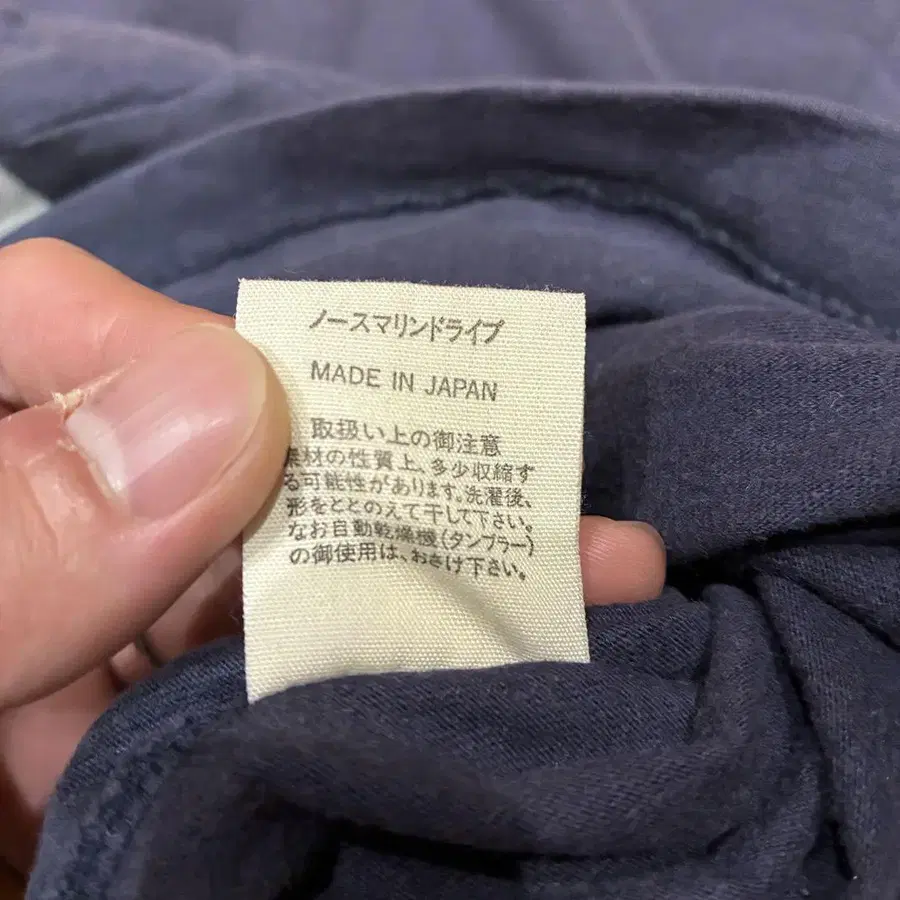 ノースマリンドライブ
MADE IN JAPAN
取扱い上の御注意
素材の性質上、多少収縮す
る可能性があります。洗濯後、
形をととのえて干して下さい。
なお自動乾燥機(タンブラー)
の御使用は、おさけ下さい。